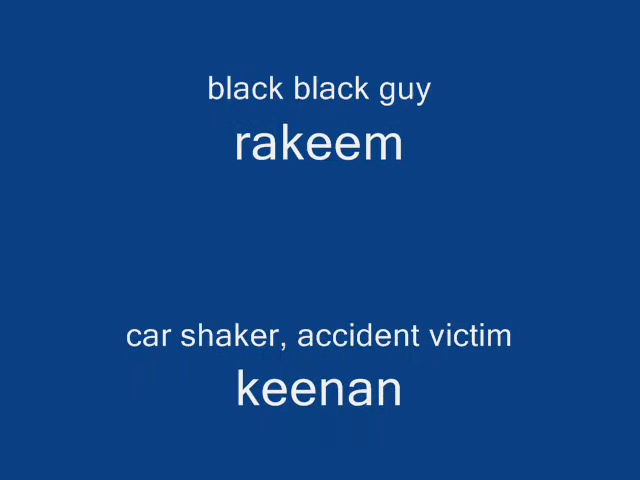 black black guy
rakeem
car shaker, accident victim
keenan